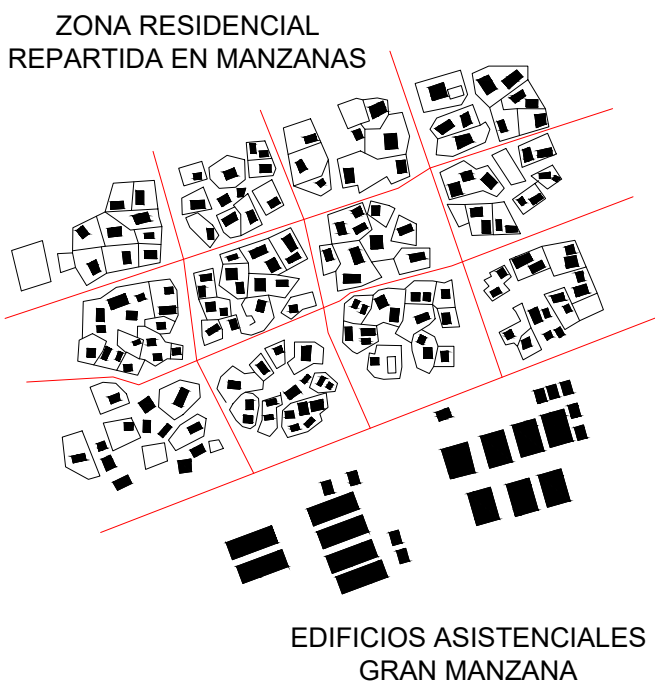 ZONA RESIDENCIAL
REPARTIDA EN MANZANAS
EDIFICIOS ASISTENCIALES
GRAN MANZANA